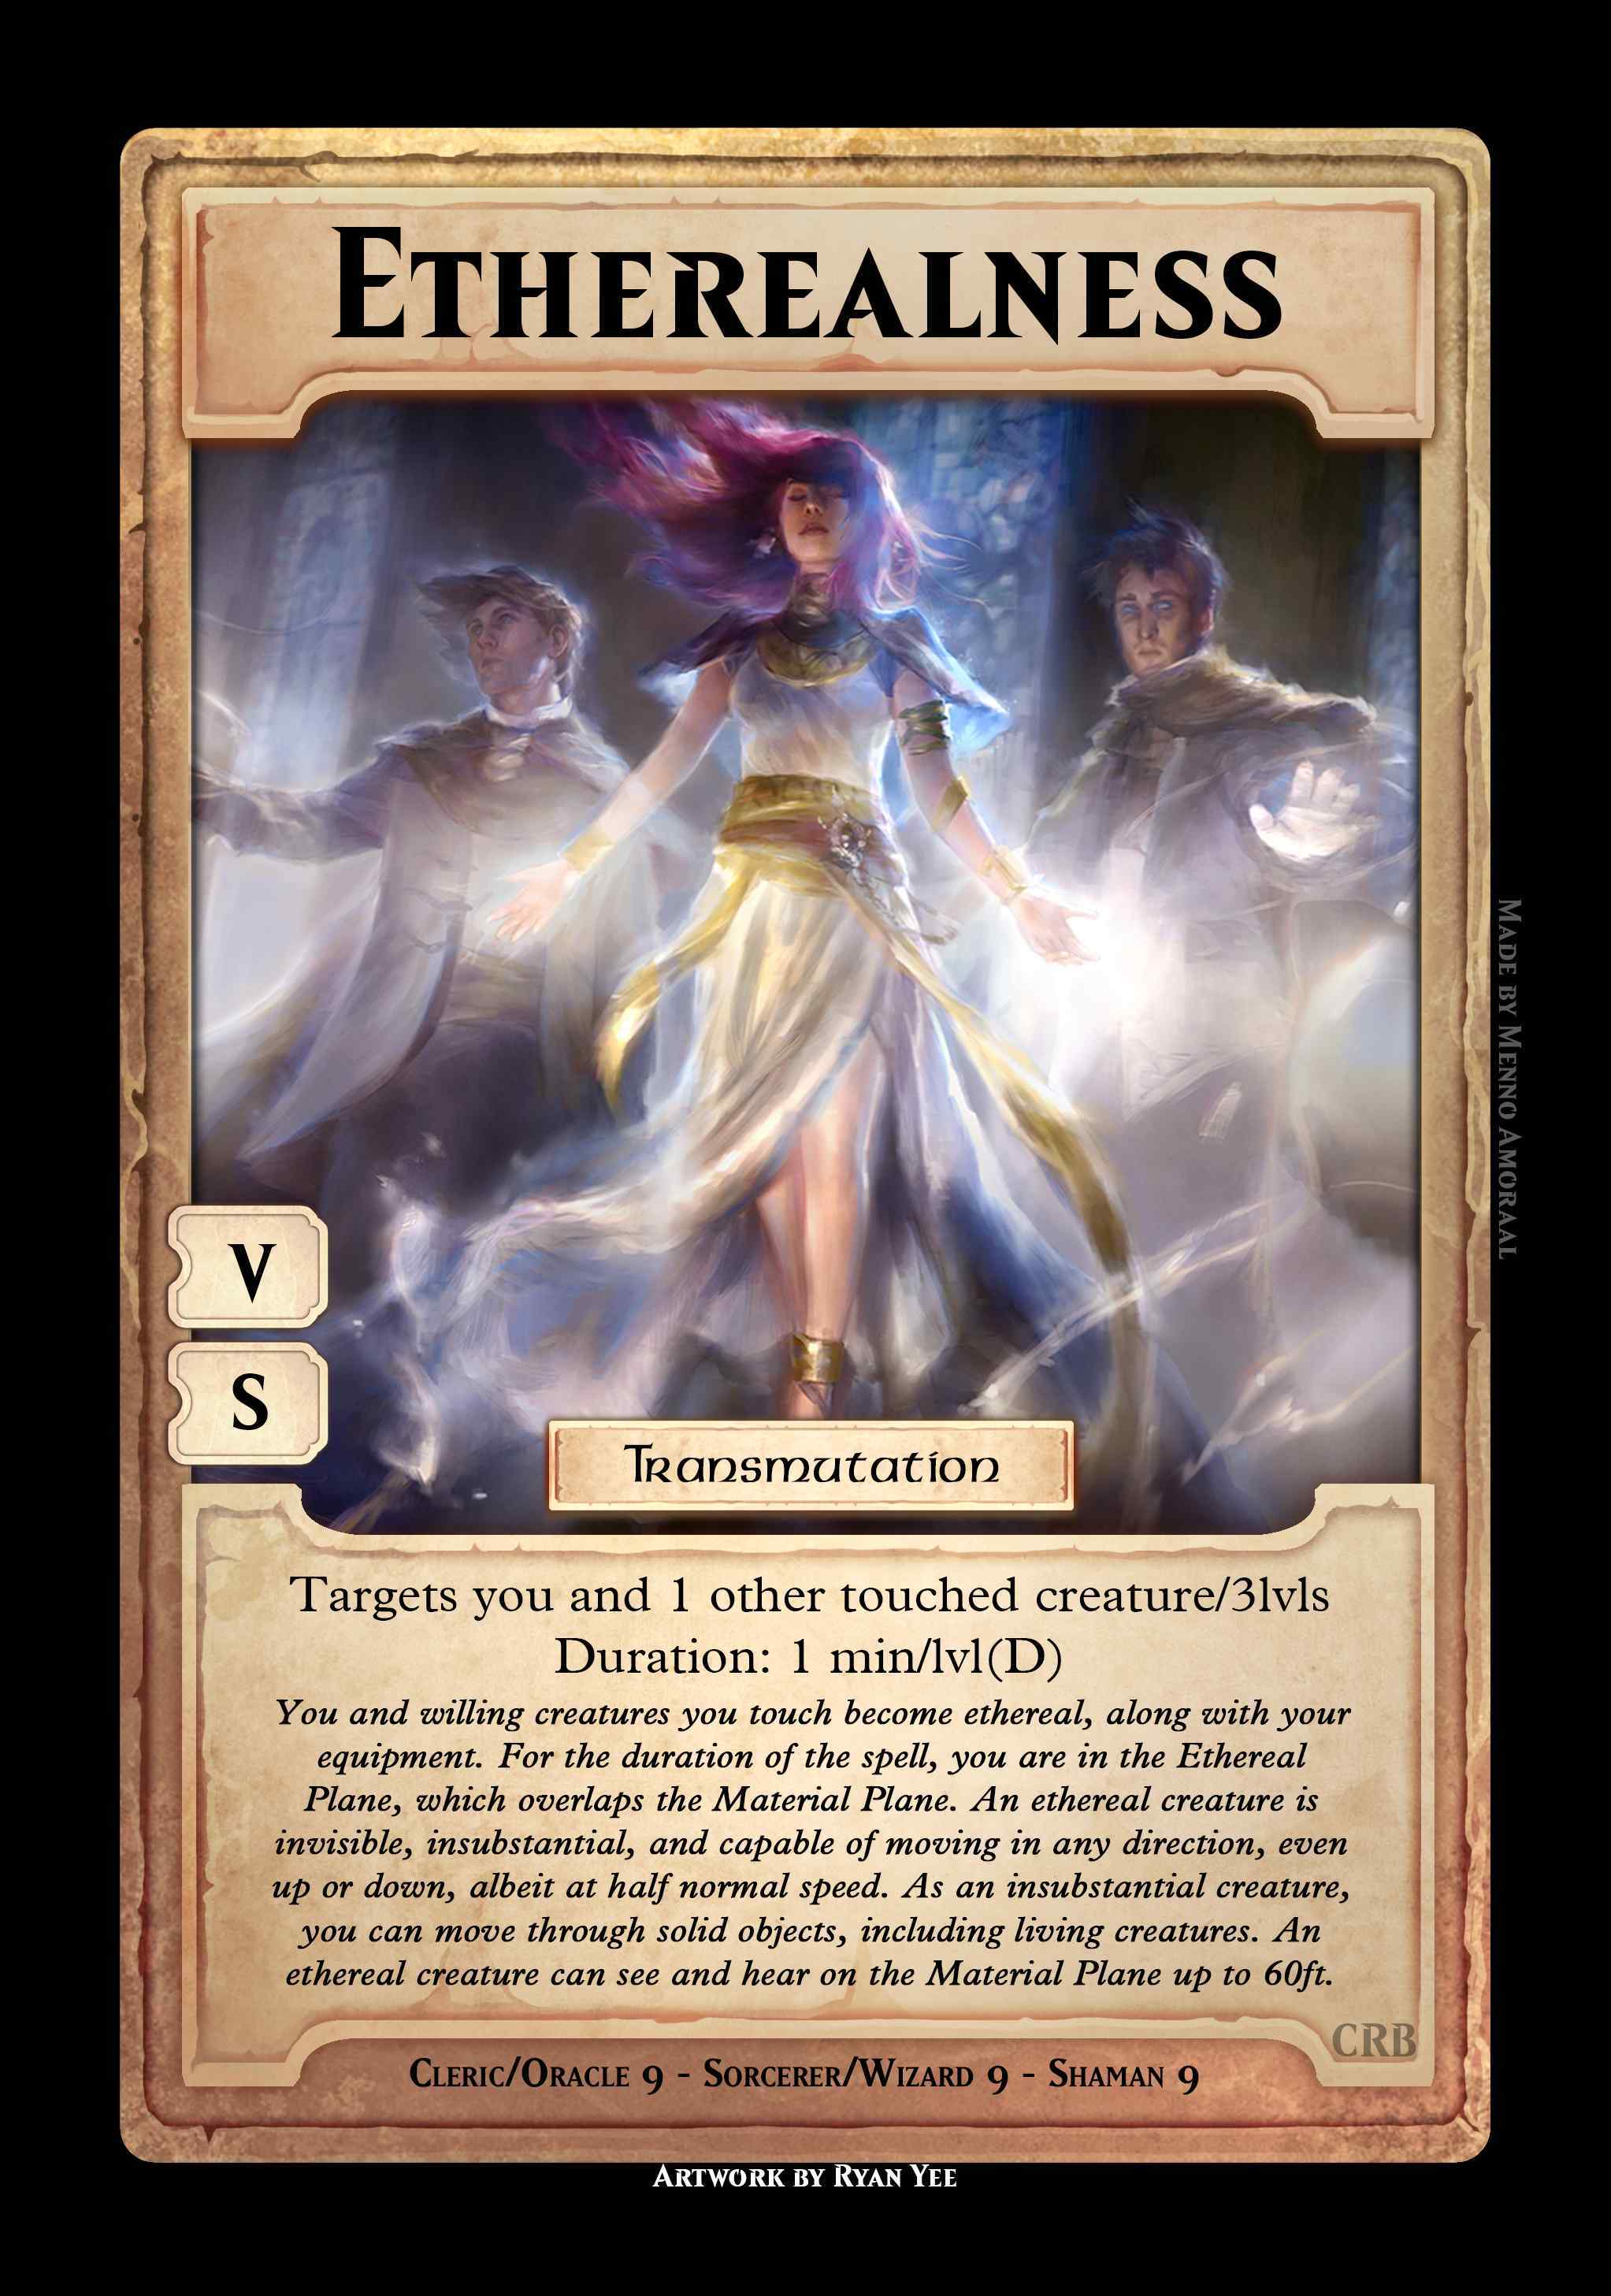 Etherealness
Made by Menno Amoraal
V
S
Transmutation
Targets you and 1 other touched creature/3lvls
Duration: 1 min/lvl(D)
You and willing creatures you touch become ethereal, along with your
equipment. For the duration of the spell, you are in the Ethereal
Plane, which overlaps the Material Plane. An ethereal creature is
invisible, insubstantial, and capable of moving in any direction, even
up or down, albeit at half normal speed. As an insubstantial creature,
you can move through solid objects, including living creatures. An
ethereal creature can see and hear on the Material Plane up to 60ft.
CRB
Cleric/Oracle 9 - Sorcerer/Wizard 9 - Shaman 9
Artwork by Ryan Yee